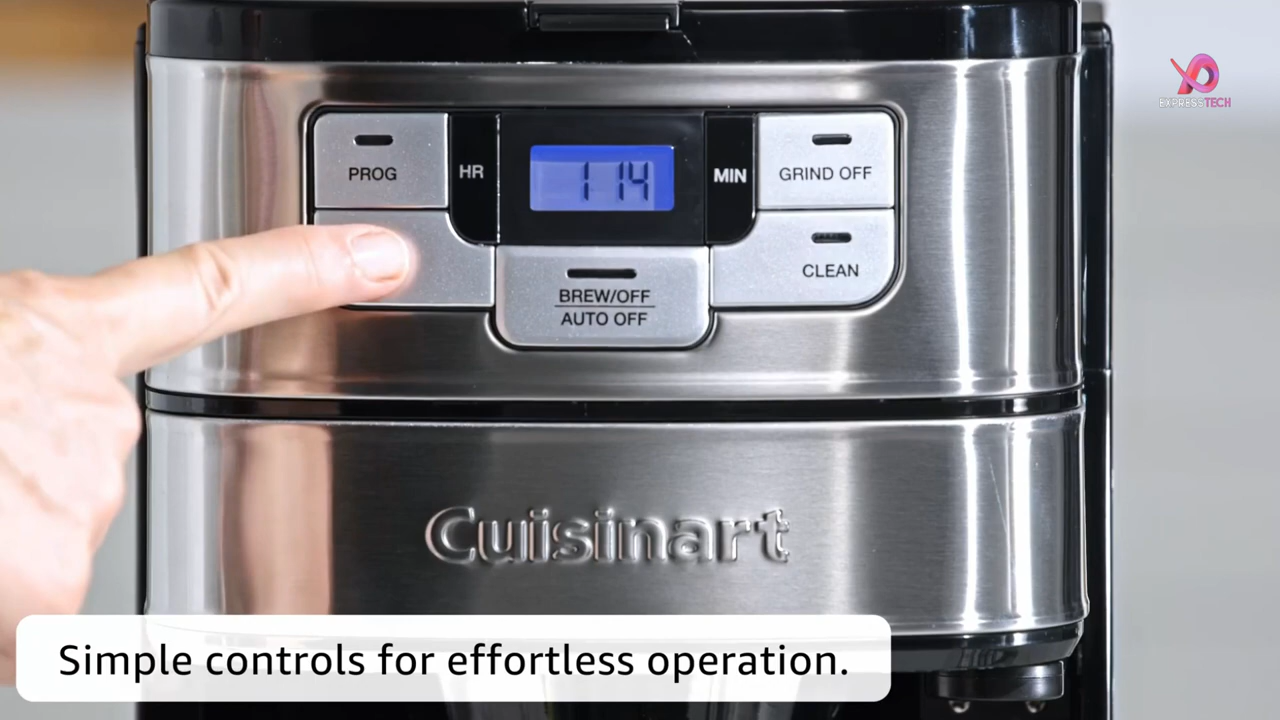 EXPRESSTECH
PROG
HR
1 14
MIN
GRIND OFF
CLEAN
BREW/OFF
AUTO OFF
Cuisinart
Simple controls for effortless operation.